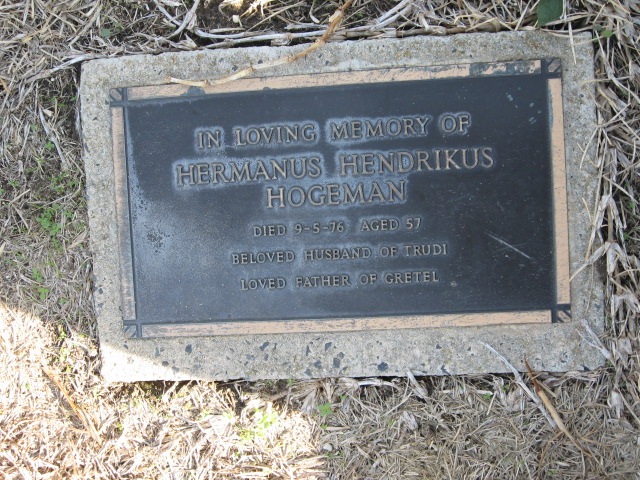 IN LOVING MEMORY OF
HERMANUS HENDRIKUS
HOGEMAN
DIED 9-5-76 AGED 57
BELOVED HUSBAND OF TRUDI
LOVED FATHER OF GRETEL